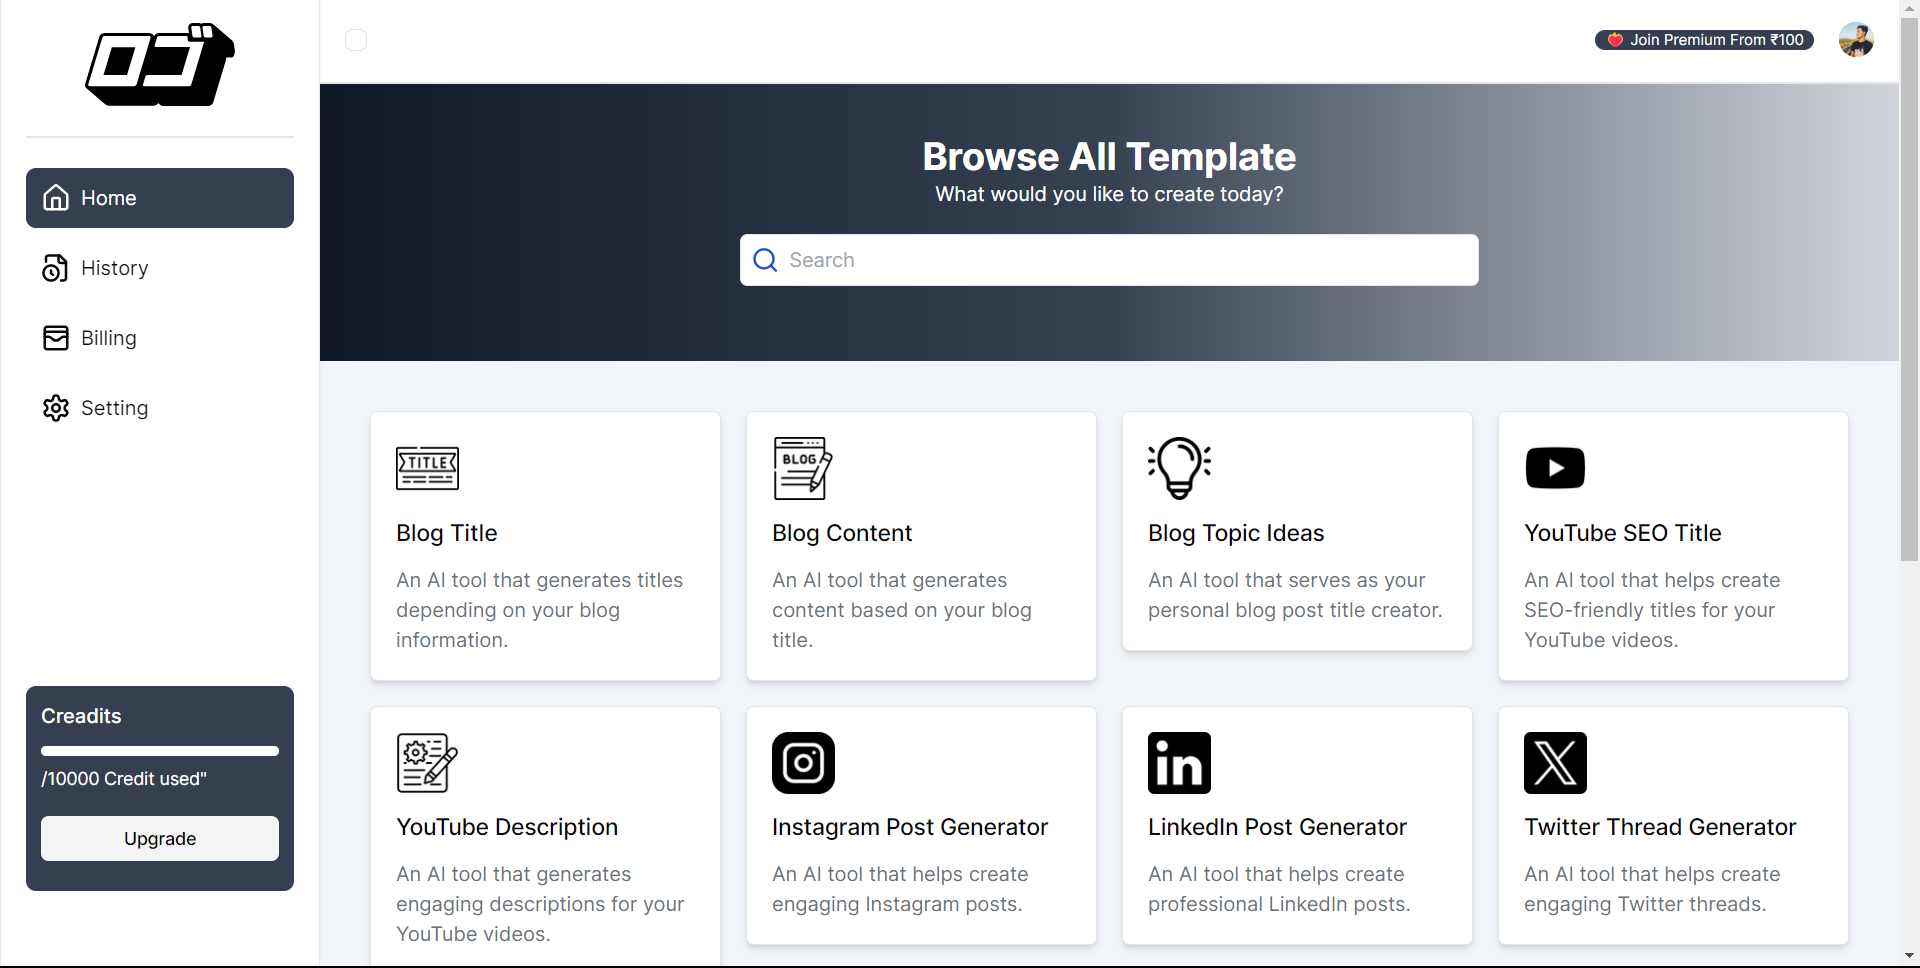 Home
History
Billing
Setting
Creadits
/10000 Credit used"
Upgrade
Join Premium From ₹100
Browse All Template
What would you like to create today?
Search
TITLE
Blog Title
An AI tool that generates titles
depending on your blog
information.
BLOG
Blog Content
An AI tool that generates
content based on your blog
title.
Blog Topic Ideas
An AI tool that serves as your
personal blog post title creator.
YouTube SEO Title
An AI tool that helps create
SEO-friendly titles for your
YouTube videos.
YouTube Description
An AI tool that generates
engaging descriptions for your
YouTube videos.
Instagram Post Generator
An AI tool that helps create
engaging Instagram posts.
in
LinkedIn Post Generator
An AI tool that helps create
professional LinkedIn posts.
X
Twitter Thread Generator
An AI tool that helps create
engaging Twitter threads.